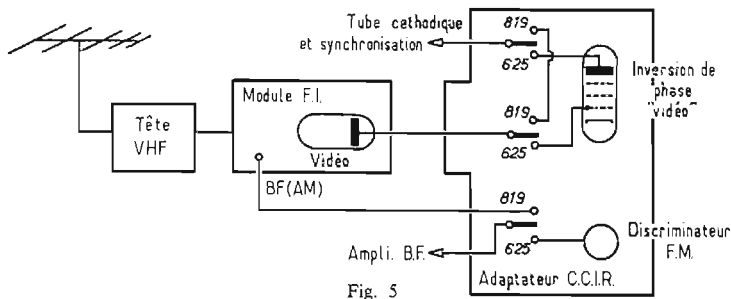 Tube cathodique
et synchronisation
819
625
Inversion de
phase
"vidéo"
Module F.I.
Tête
VHF
Vidéo
819
625
BF(AM)
819
625
Discriminateur
F.M.
Ampli. B.F.
Adaptateur C.C.I.R.
Fig. 5